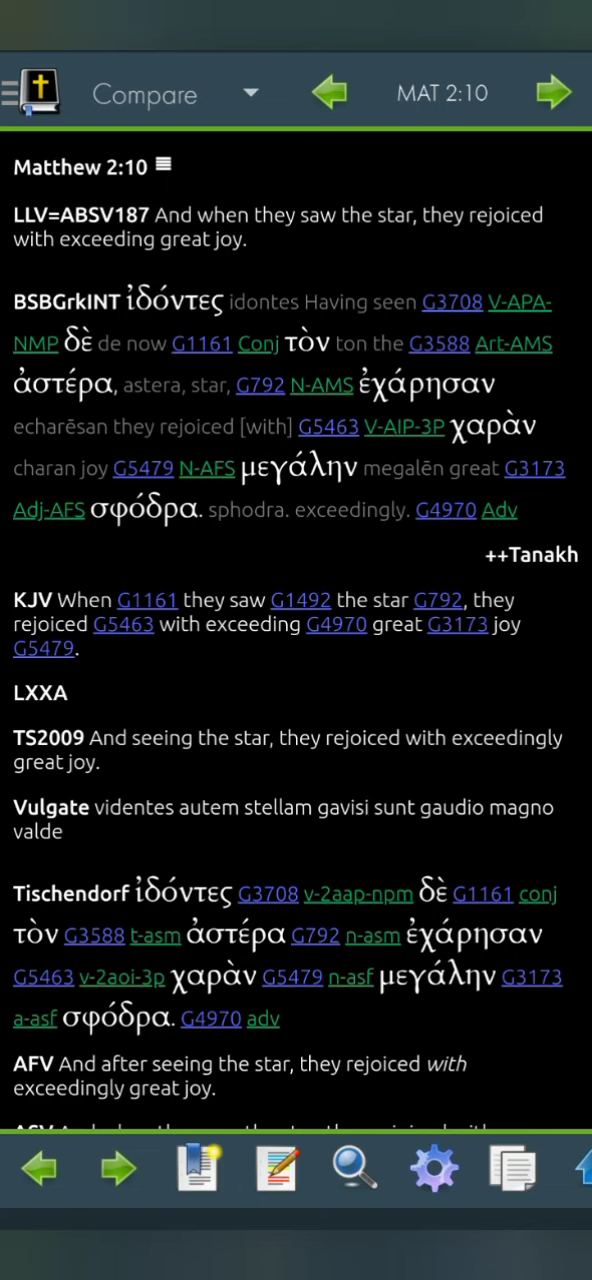 Compare MAT 2:10
Matthew 2:10
LLV=ABSV187 And when they saw the star, they rejoiced
with exceeding great joy.
BSBGrkINT ἰδόντες idontes Having seen G3708 V-APA-
NMP δὲ de now G1161 Conj τὸν ton the G3588 Art-AMS
ἀστέρα, astera, star, G792 N-AMS ἐχάρησαν
echarēsan they rejoiced [with] G5463 V-AIP-3P χαρὰν
charan joy G5479 N-AFS μεγάλην megalēn great G3173
Adj-AFS σφόδρα. sphodra. exceedingly. G4970 Adv
++Tanakh
KJV When G1161 they saw G1492 the star G792, they
rejoiced G5463 with exceeding G4970 great G3173 joy
G5479.
LXXA
TS2009 And seeing the star, they rejoiced with exceedingly
great joy.
Vulgate videntes autem stellam gavisi sunt gaudio magno
valde
Tischendorf ἰδόντες G3708 v-2aap-npm δὲ G1161 conj
τὸν G3588 t-asm ἀστέρα G792 n-asm ἐχάρησαν
G5463 v-2aoi-3p χαρὰν G5479 n-asf μεγάλην G3173
a-asf σφόδρα. G4970 adv
AFV And after seeing the star, they rejoiced with
exceedingly great joy.